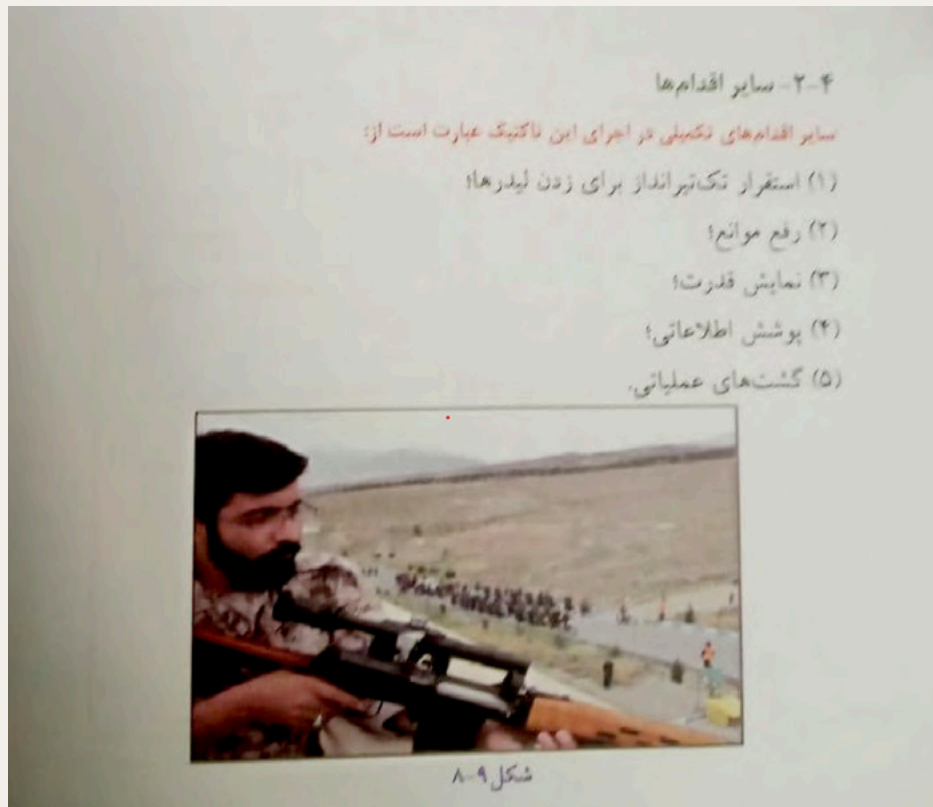 ۲-۴- سایر اقدام‌ها
سایر اقدام‌های تکمیلی در اجرای این تاکتیک عبارت است از:
(۱) استقرار تک‌تیرانداز برای زدن لیدرها؛
(۲) رفع موانع؛
(۳) نمایش قدرت؛
(۴) پوشش اطلاعاتی؛
(۵) گشت‌های عملیاتی.
شکل ۹-۸